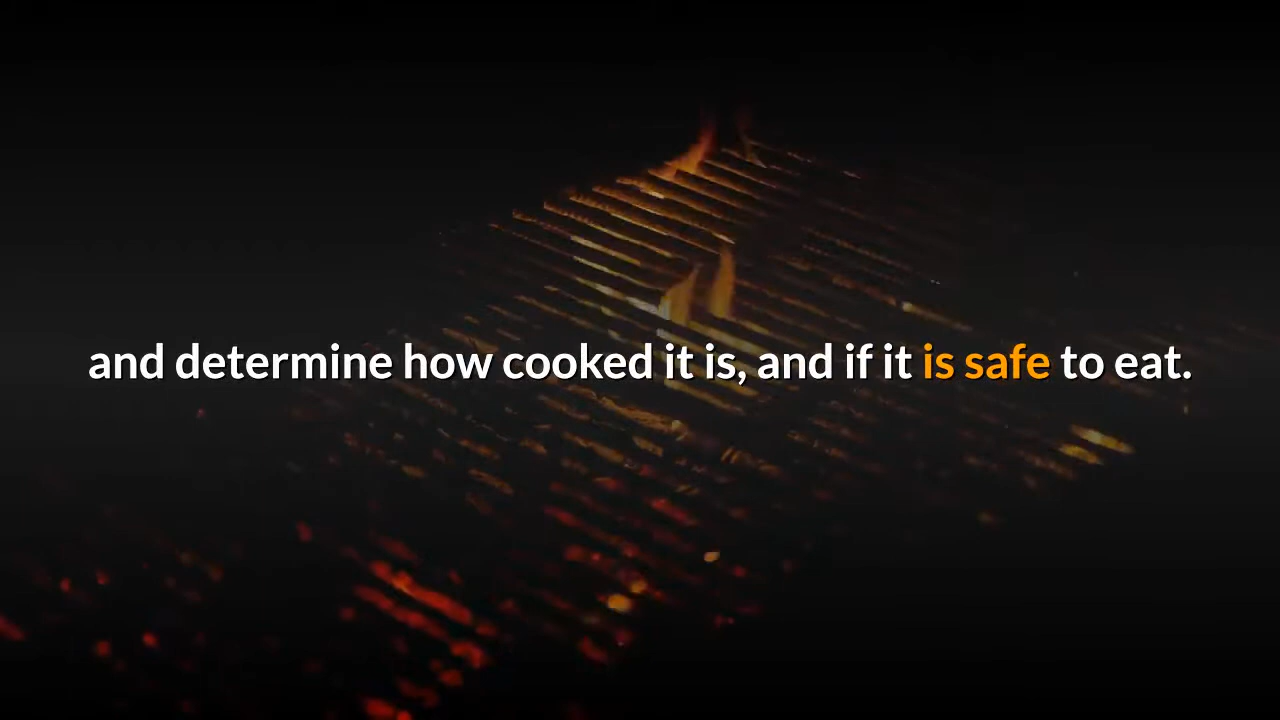 and determine how cooked it is, and if it is safe to eat.